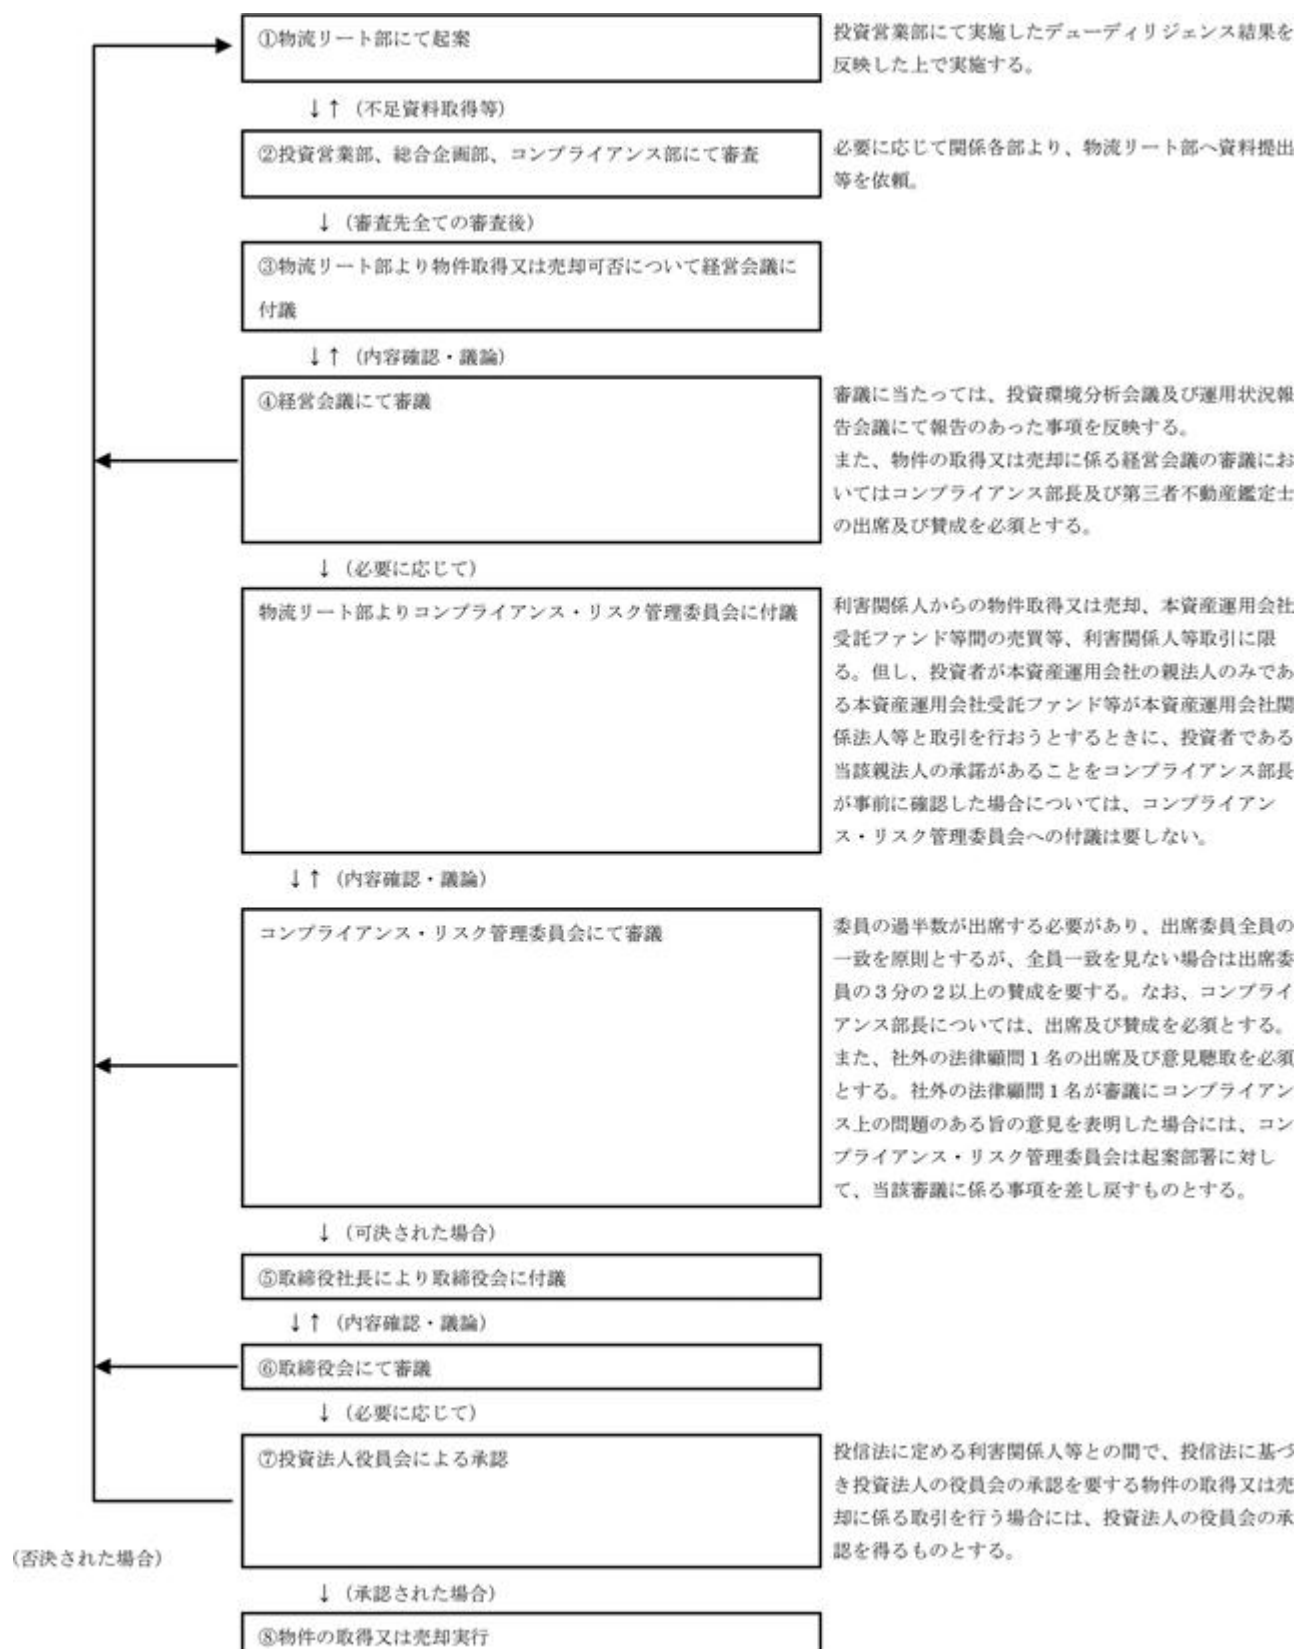 ①物流リート部にて起案
投資営業部にて実施したデューディリジェンス結果を
反映した上で実施する。
↓↑（不足資料取得等）
②投資営業部、総合企画部、コンプライアンス部にて審査
必要に応じて関係各部より、物流リート部へ資料提出
等を依頼。
↓（審査先全ての審査後）
③物流リート部より物件取得又は売却可否について経営会議に
付議
↓↑（内容確認・議論）
④経営会議にて審議
審議に当たっては、投資環境分析会議及び運用状況報
告会議にて報告のあった事項を反映する。
また、物件の取得又は売却に係る経営会議の審議にお
いてはコンプライアンス部長及び第三者不動産鑑定士
の出席及び賛成を必須とする。
↓（必要に応じて）
物流リート部よりコンプライアンス・リスク管理委員会に付議
利害関係人からの物件取得又は売却、本資産運用会社
受託ファンド等間の売買等、利害関係人等取引に限
る。但し、投資者が本資産運用会社の親法人のみであ
る本資産運用会社受託ファンド等が本資産運用会社関
係法人等と取引を行おうとするときに、投資者である
当該親法人の承諾があることをコンプライアンス部長
が事前に確認した場合については、コンプライアン
ス・リスク管理委員会への付議は要しない。
↓↑（内容確認・議論）
コンプライアンス・リスク管理委員会にて審議
委員の過半数が出席する必要があり、出席委員全員の
一致を原則とするが、全員一致を見ない場合は出席委
員の３分の２以上の賛成を要する。なお、コンプライ
アンス部長については、出席及び賛成を必須とする。
また、社外の法律顧問１名の出席及び意見聴取を必須
とする。社外の法律顧問１名が審議にコンプライアン
ス上の問題のある旨の意見を表明した場合には、コン
プライアンス・リスク管理委員会は起案部署に対し
て、当該審議に係る事項を差し戻すものとする。
↓（可決された場合）
⑤取締役社長により取締役会に付議
↓↑（内容確認・議論）
⑥取締役会にて審議
↓（必要に応じて）
⑦投資法人役員会による承認
投信法に定める利害関係人等との間で、投信法に基づ
き投資法人の役員会の承認を要する物件の取得又は売
却に係る取引を行う場合には、投資法人の役員会の承
認を得るものとする。
（否決された場合）
↓（承認された場合）
⑧物件の取得又は売却実行